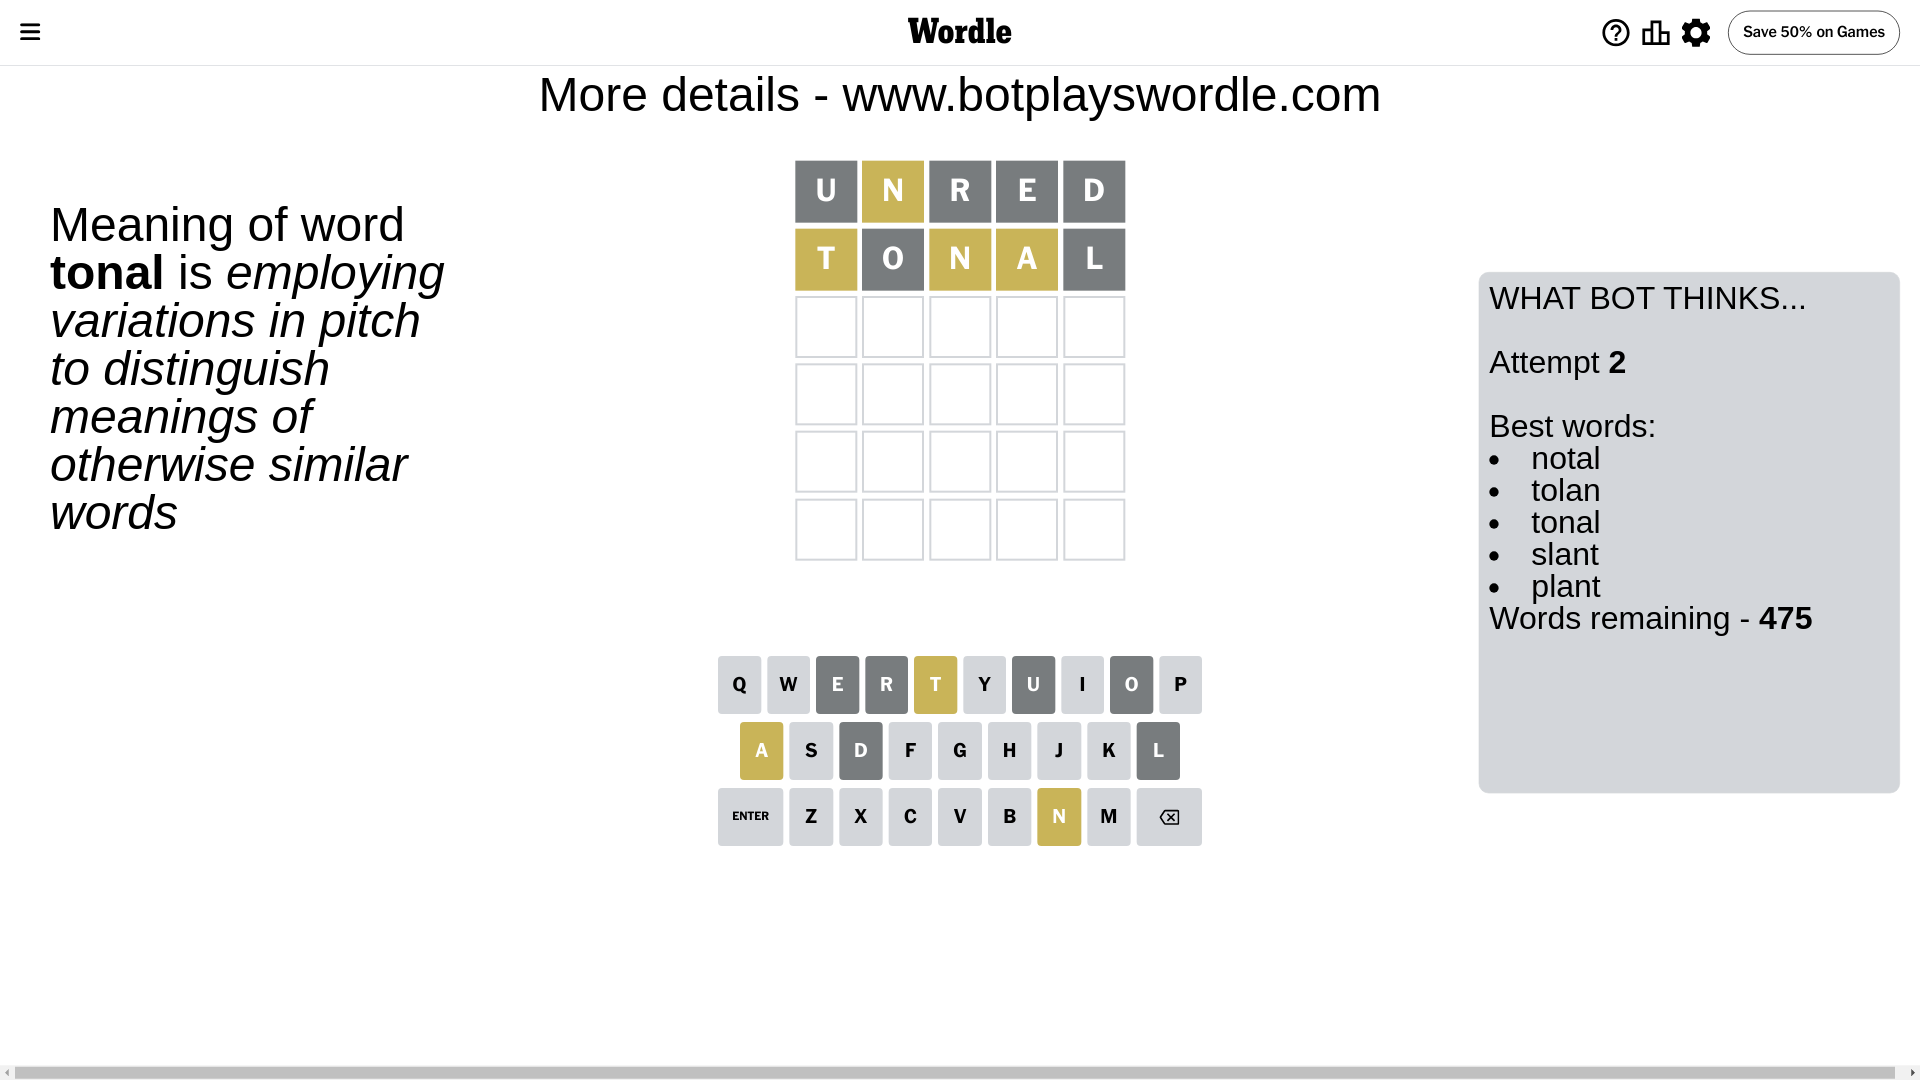 Wordle
Save 50% on Games
More details - www.botplayswordle.com
Meaning of word
tonal is employing
variations in pitch
to distinguish
meanings of
otherwise similar
words
U N R E D
T O N A L
WHAT BOT THINKS...
Attempt 2
Best words:
• notal
• tolan
• tonal
• slant
• plant
Words remaining - 475
Q W E R T Y U I O P
A S D F G H J K L
ENTER Z X C V B N M